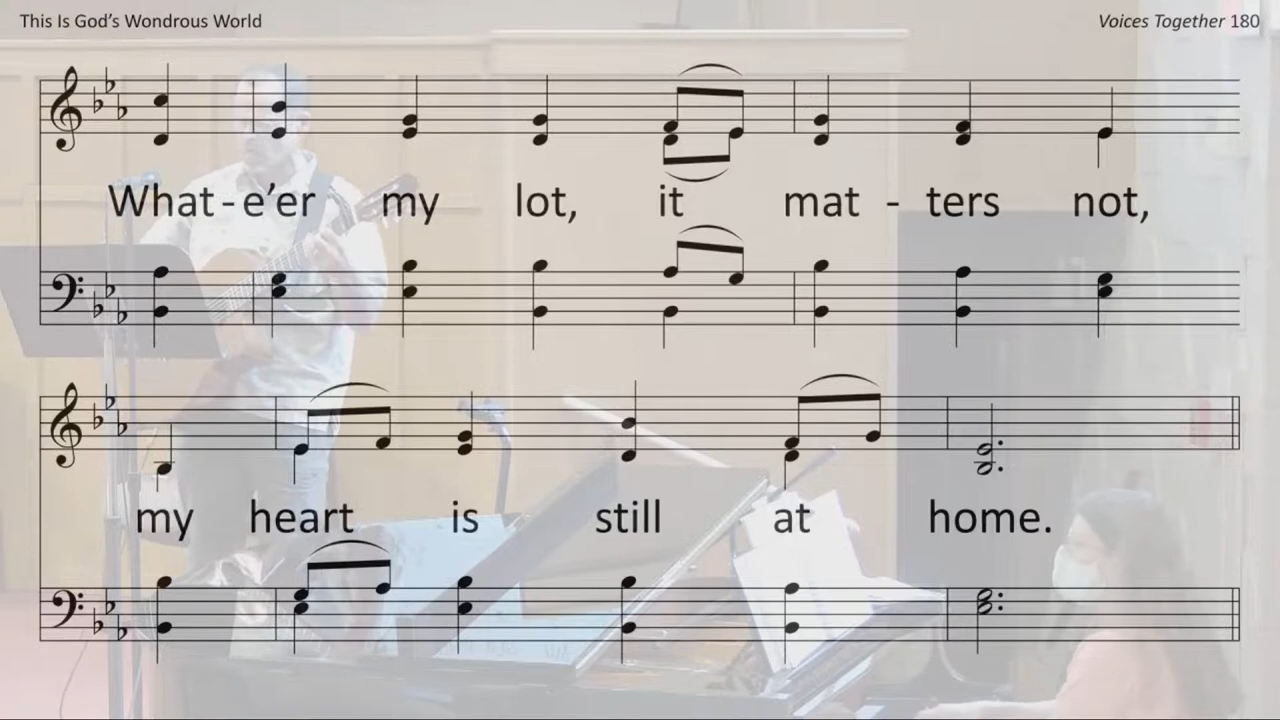 This Is God’s Wondrous World
Voices Together 180
What - e’er my lot, it mat - ters not,
my heart is still at home.